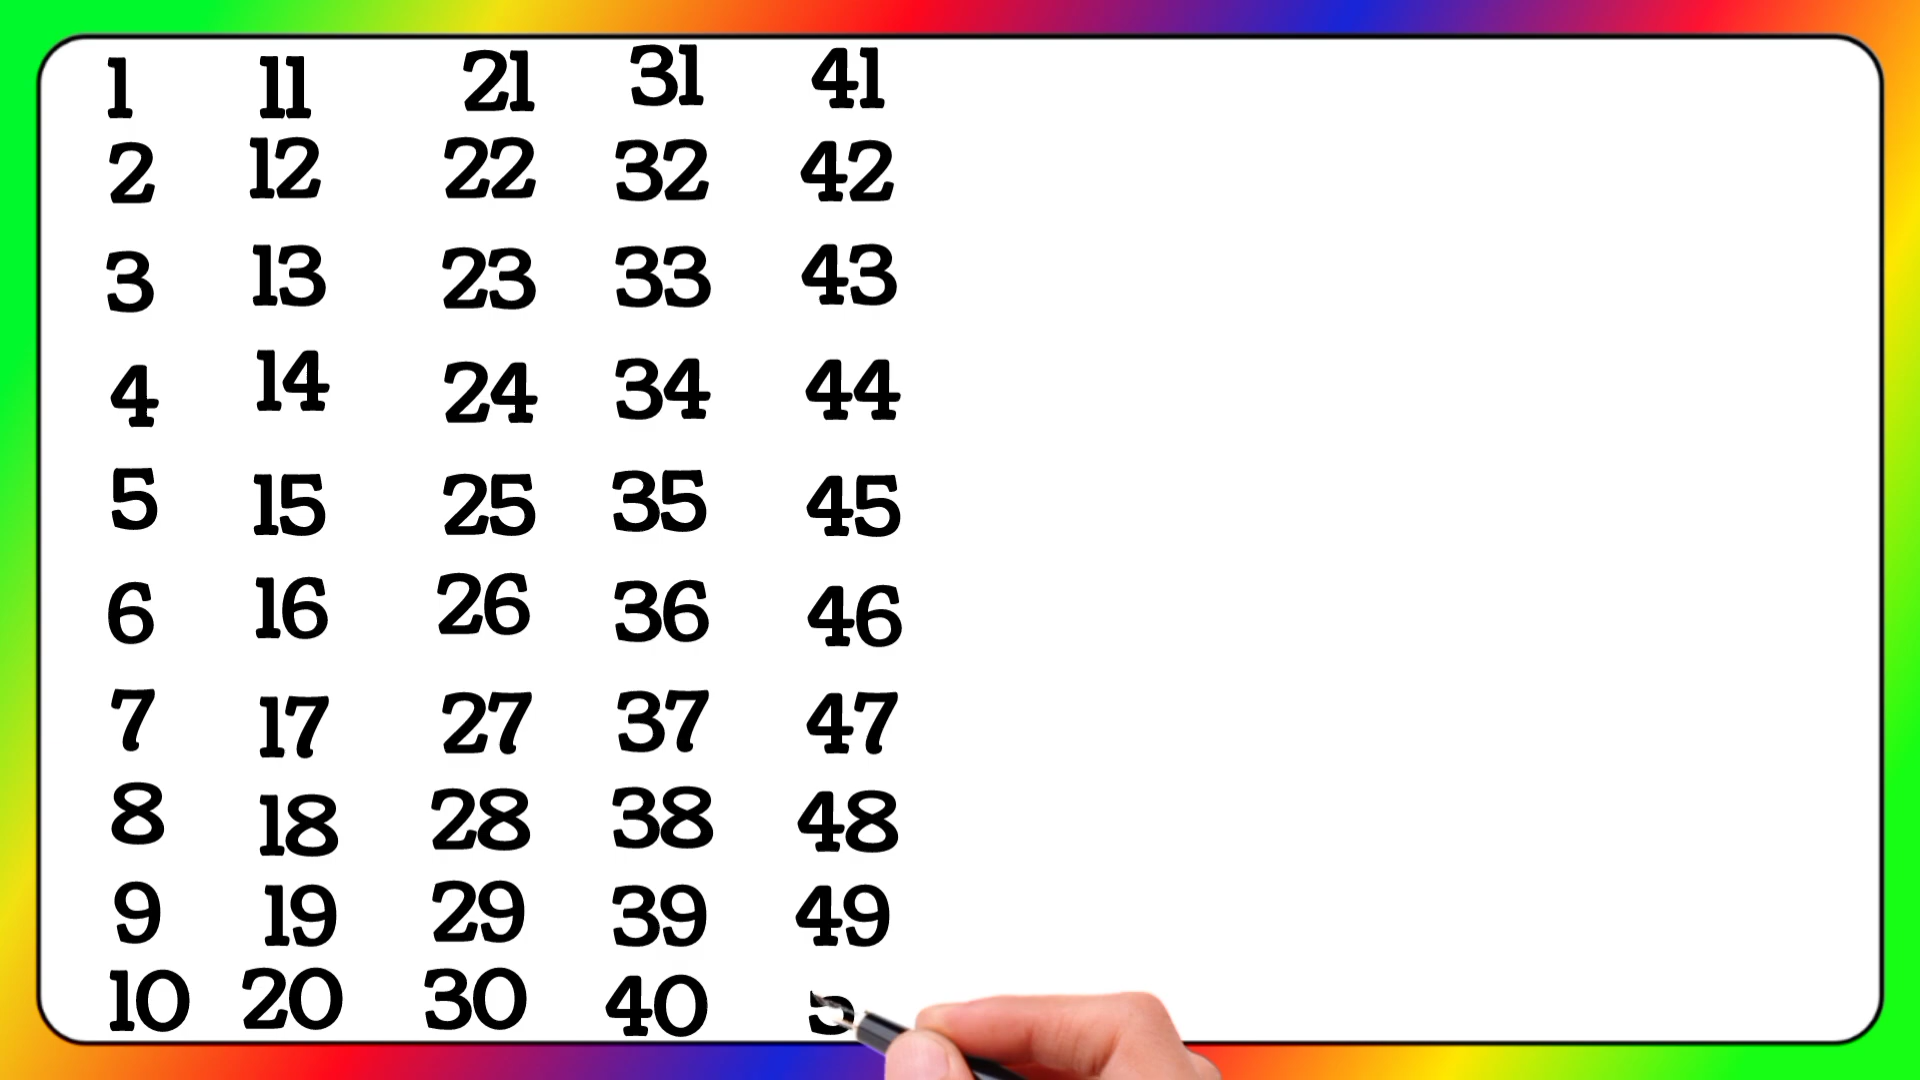 1 11 21 31 41
2 12 22 32 42
3 13 23 33 43
4 14 24 34 44
5 15 25 35 45
6 16 26 36 46
7 17 27 37 47
8 18 28 38 48
9 19 29 39 49
10 20 30 40